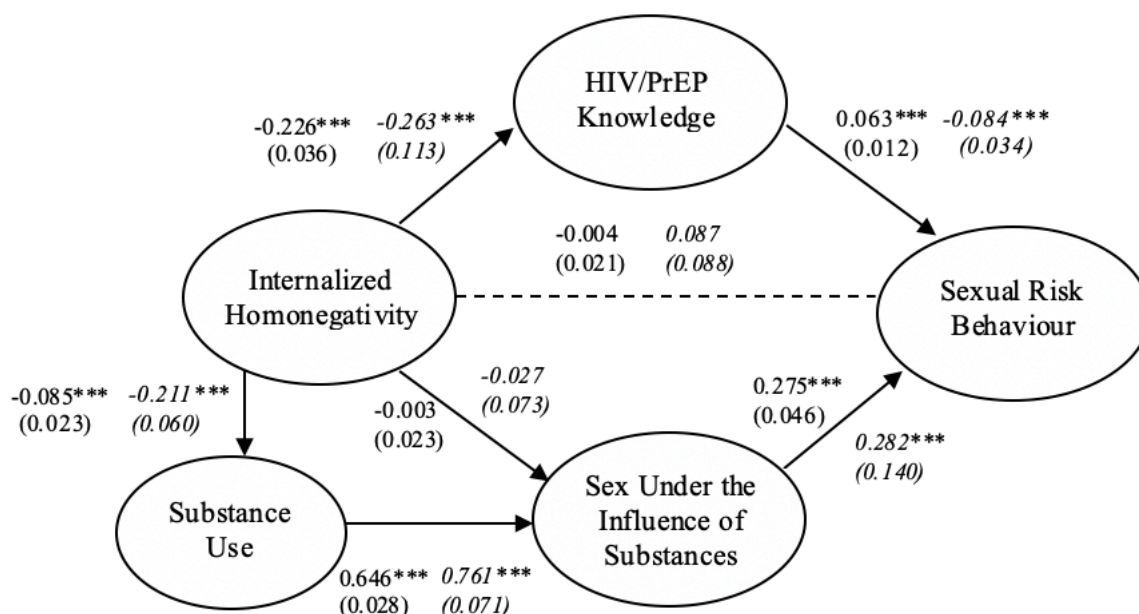 HIV/PrEP
Knowledge
-0.226*** -0.263***
(0.036) (0.113)
0.063*** -0.084***
(0.012) (0.034)
-0.004 0.087
(0.021) (0.088)
Internalized
Homonegativity
Sexual Risk
Behaviour
-0.085*** -0.211***
(0.023) (0.060)
-0.027
(0.073)
-0.003
(0.023)
0.275***
(0.046)
0.282***
(0.140)
Substance
Use
Sex Under the
Influence of
Substances
0.646*** 0.761***
(0.028) (0.071)